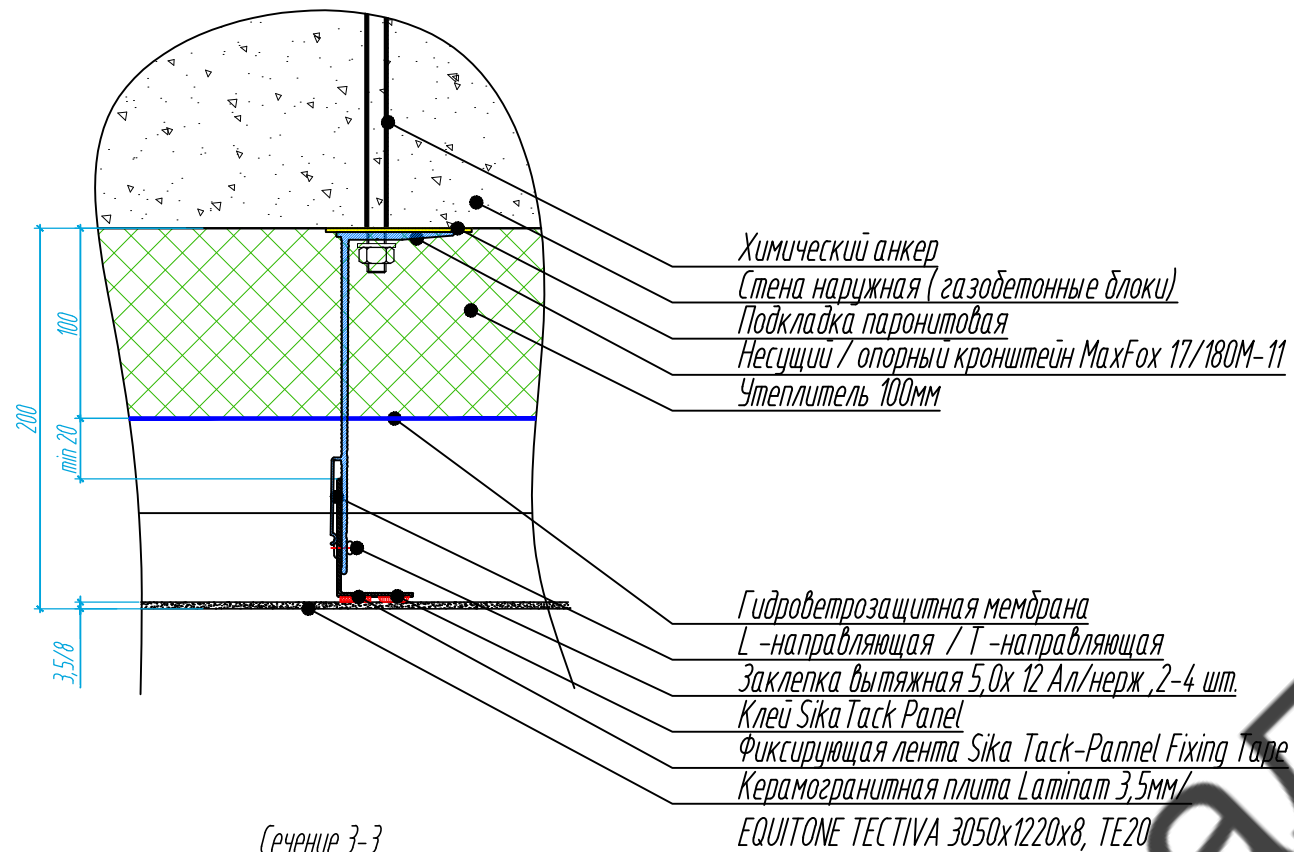 Химический анкер
Стена наружная ( газобетонные блоки)
Подкладка паронитовая
Несущий / опорный кронштейн MaxFox 17/180М-11
Утеплитель 100мм
100
200
min 20
3,5/8
Гидроветрозащитная мембрана
L -направляющая / Т -направляющая
Заклепка вытяжная 5,0х 12 Ал/нерж ,2-4 шт.
Клей Sika Tack Panel
Фиксирующая лента Sika Tack-Pannel Fixing Tape
Керамогранитная плита Laminam 3,5мм/
EQUITONE TECTIVA 3050x1220x8, TE20
Сечение 3-3